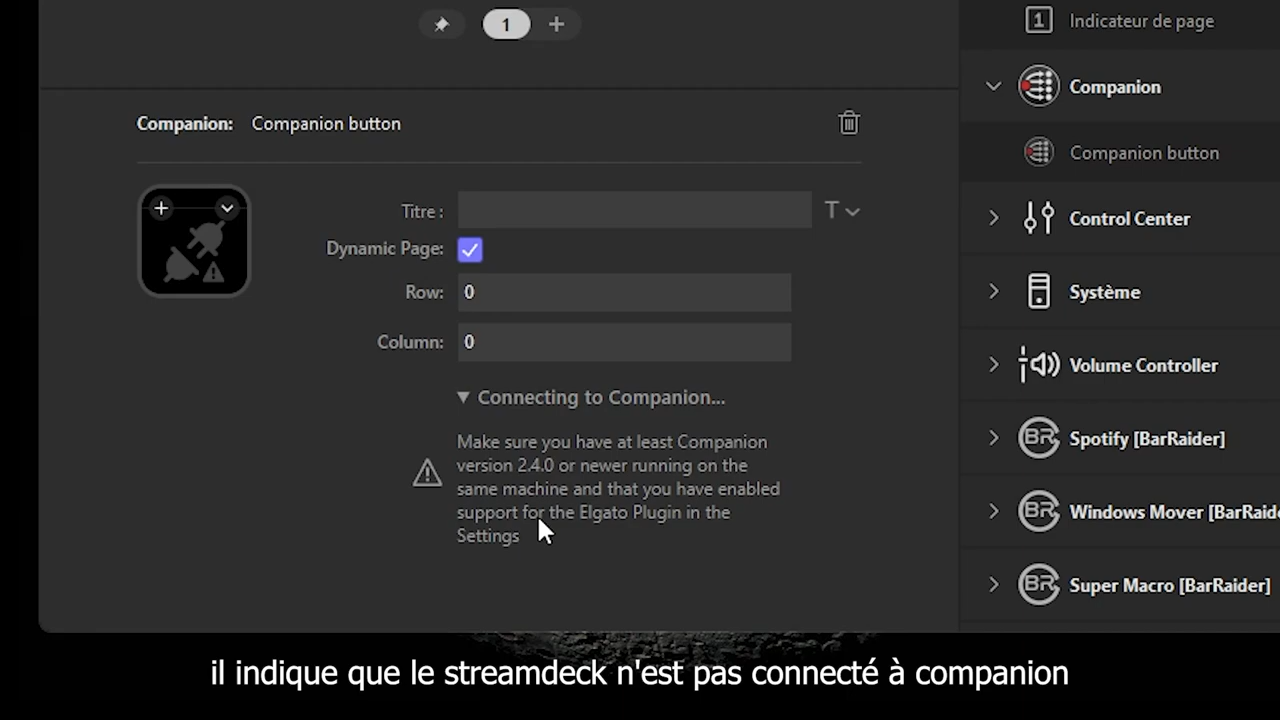 1
Indicateur de page
Companion
Companion: Companion button
Companion button
Titre :
T
Control Center
Dynamic Page:
Row: 0
Système
Column: 0
Volume Controller
Connecting to Companion...
Make sure you have at least Companion
version 2.4.0 or newer running on the
same machine and that you have enabled
support for the Elgato Plugin in the
Settings
BR Spotify [BarRaider]
BR Windows Mover [BarRaide
BR Super Macro [BarRaider]
il indique que le streamdeck n'est pas connecté à companion